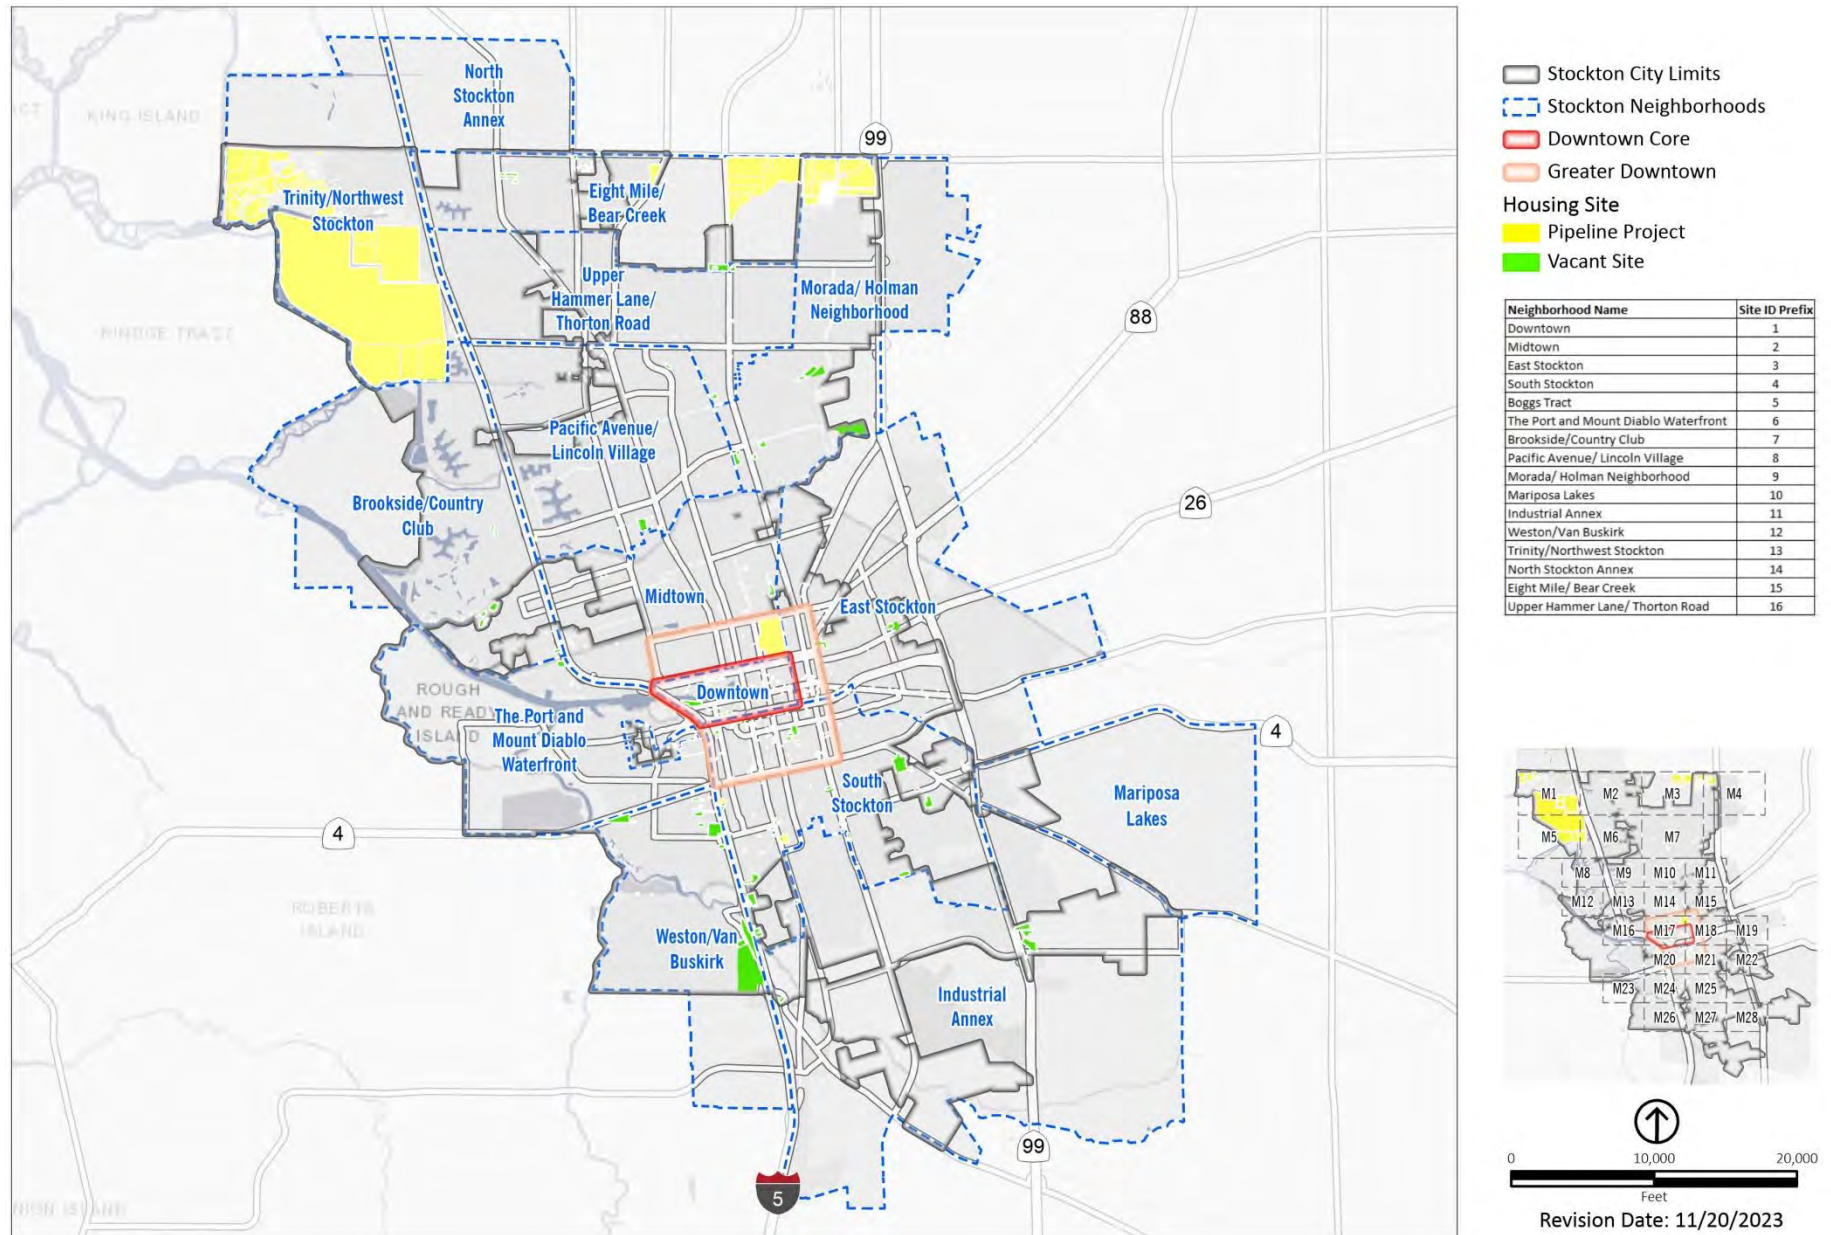 KING ISLAND
North
Stockton
Annex
99
Trinity/Northwest
Stockton
Eight Mile/
Bear Creek
Upper
Hammer Lane/
Thorton Road
Morada/ Holman
Neighborhood
88
Pacific Avenue/
Lincoln Village
Brookside/Country
Club
26
Midtown
East Stockton
ROUGH
AND READY
ISLAND
Downtown
The Port and
Mount Diablo
Waterfront
4
South
Stockton
Mariposa
Lakes
4
ROBERTS
ISLAND
Weston/Van
Buskirk
Industrial
Annex
99
5
Stockton City Limits
Stockton Neighborhoods
Downtown Core
Greater Downtown
Housing Site
Pipeline Project
Vacant Site
Neighborhood Name Site ID Prefix
Downtown 1
Midtown 2
East Stockton 3
South Stockton 4
Boggs Tract 5
The Port and Mount Diablo Waterfront 6
Brookside/Country Club 7
Pacific Avenue/ Lincoln Village 8
Morada/ Holman Neighborhood 9
Mariposa Lakes 10
Industrial Annex 11
Weston/Van Buskirk 12
Trinity/Northwest Stockton 13
North Stockton Annex 14
Eight Mile/ Bear Creek 15
Upper Hammer Lane/ Thorton Road 16
M1 M2 M3 M4
M5 M6 M7
M8 M9 M10 M11
M12 M13 M14 M15
M16 M17 M18 M19
M20 M21 M22
M23 M24 M25
M26 M27 M28
0 10,000 20,000
Feet
Revision Date: 11/20/2023